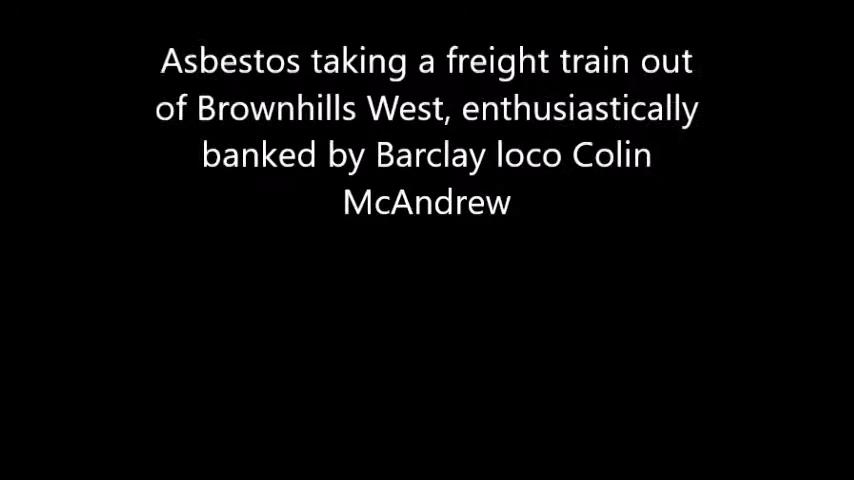 Asbestos taking a freight train out
of Brownhills West, enthusiastically
banked by Barclay loco Colin
McAndrew